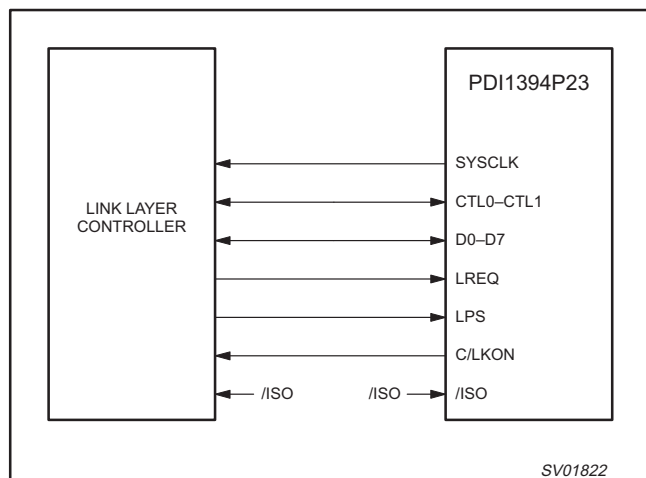 PDI1394P23
SYSCLK
CTL0–CTL1
LINK LAYER
CONTROLLER
D0–D7
LREQ
LPS
C/LKON
/ISO /ISO /ISO
SV01822